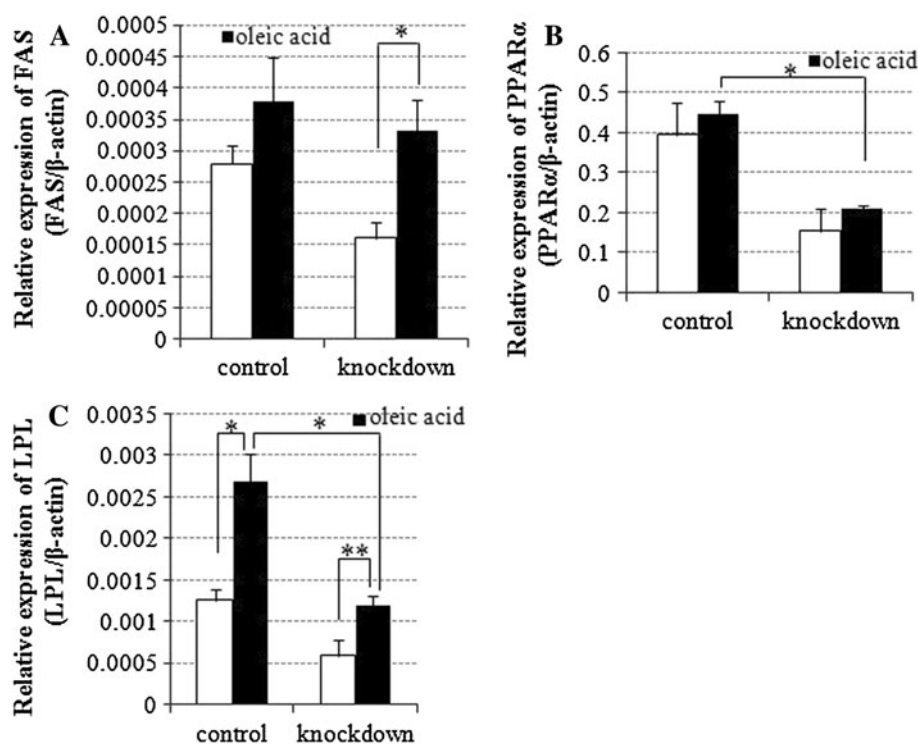 A
oleic acid
Relative expression of FAS
(FAS/β-actin)
0.0005
0.00045
0.0004
0.00035
0.0003
0.00025
0.0002
0.00015
0.0001
0.00005
0
*
control knockdown
B
oleic acid
Relative expression of PPARα
(PPARα/β-actin)
0.6
0.5
0.4
0.3
0.2
0.1
0
*
control knockdown
C
oleic acid
Relative expression of LPL
(LPL/β-actin)
0.0035
0.003
0.0025
0.002
0.0015
0.001
0.0005
0
* *
**
control knockdown